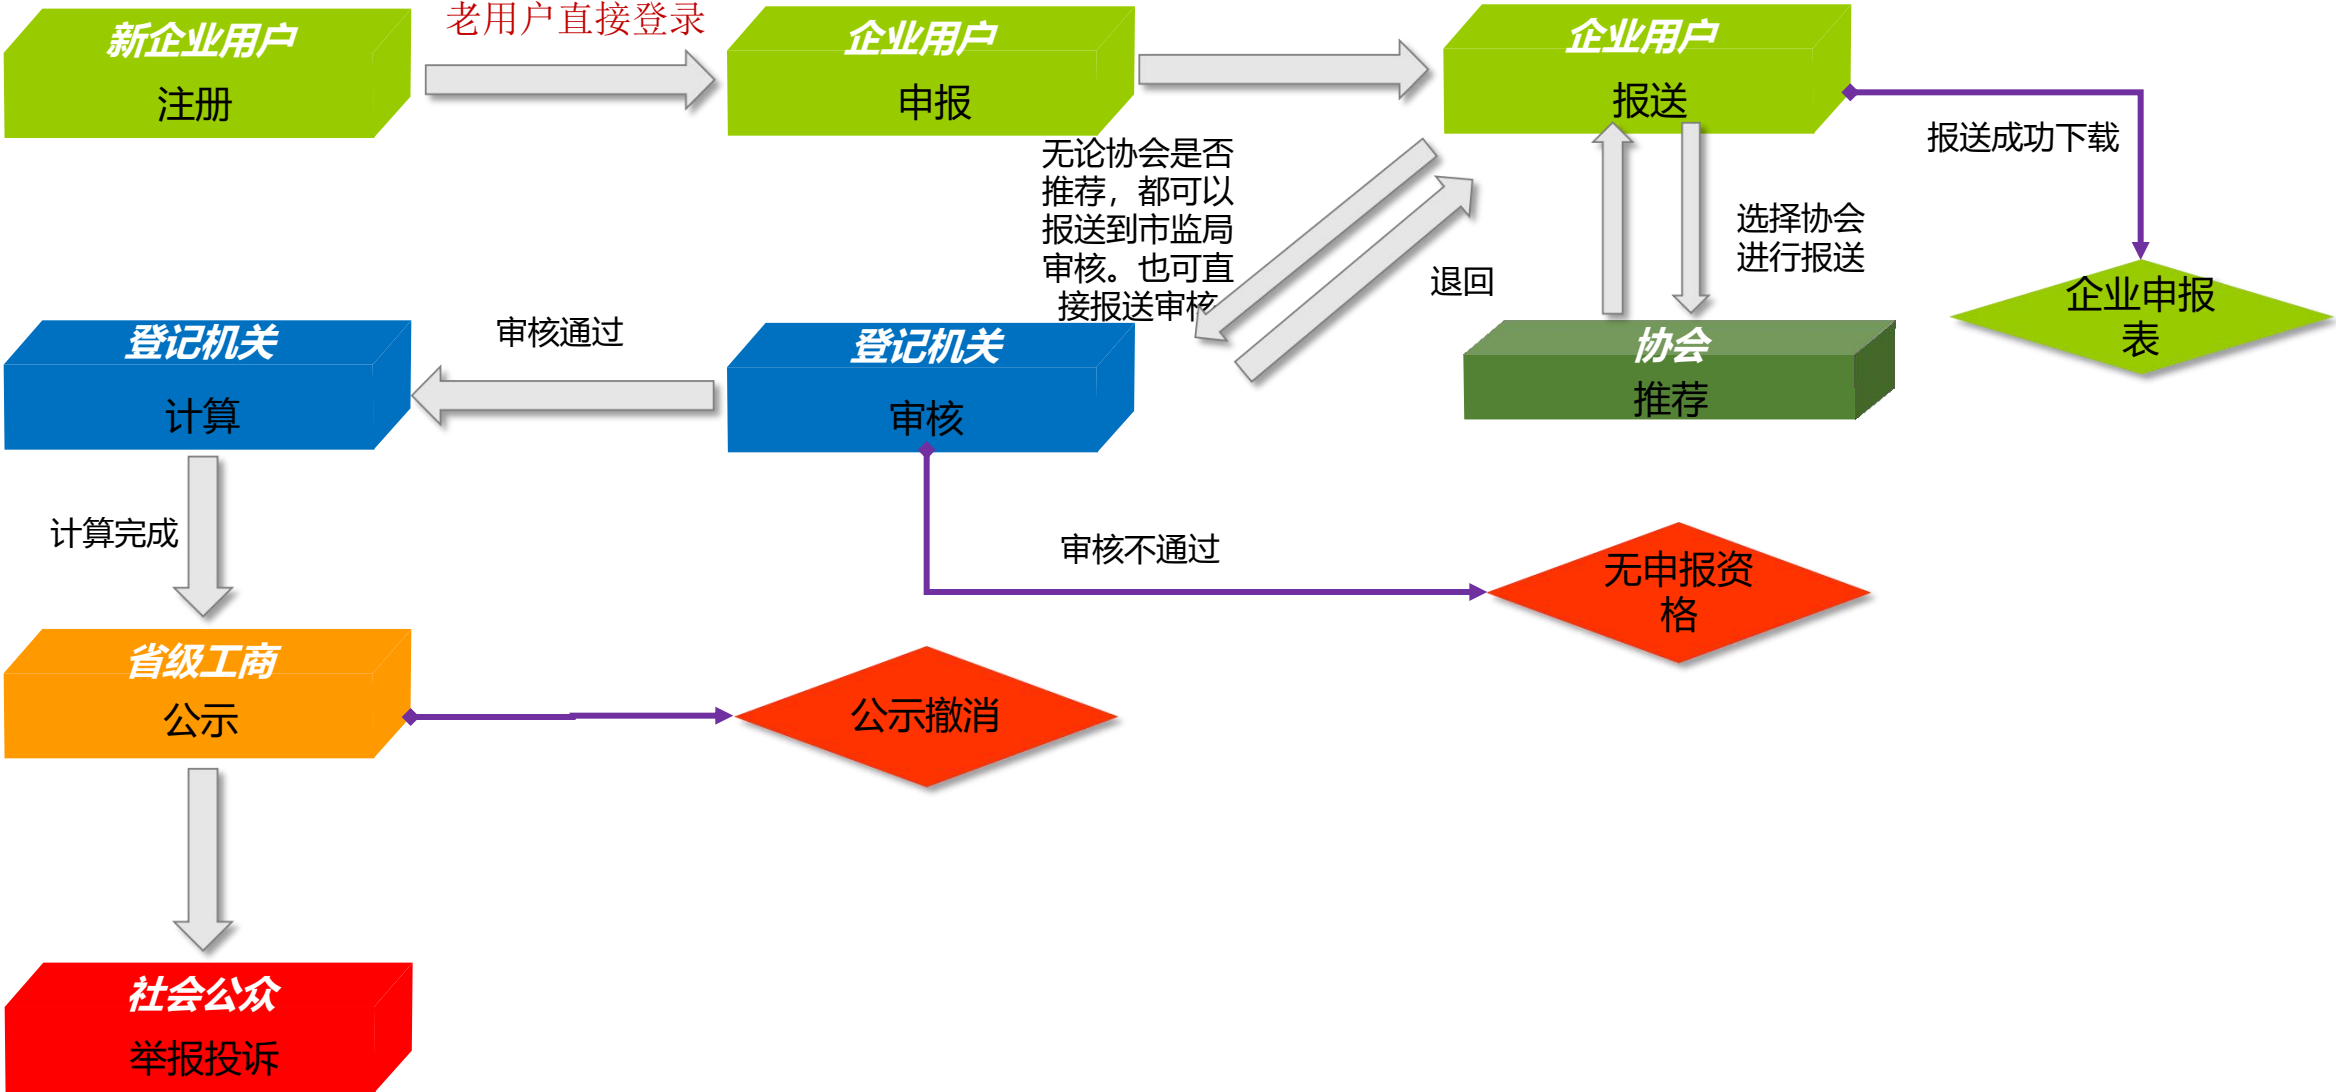 老用户直接登录
新企业用户
注册
企业用户
申报
企业用户
报送
报送成功下载
无论协会是否
推荐，都可以
报送到市监局
审核。也可直
接报送审核
退回
选择协会
进行报送
企业申报
表
登记机关
计算
审核通过
登记机关
审核
协会
推荐
计算完成
审核不通过
无申报资
格
省级工商
公示
公示撤消
社会公众
举报投诉